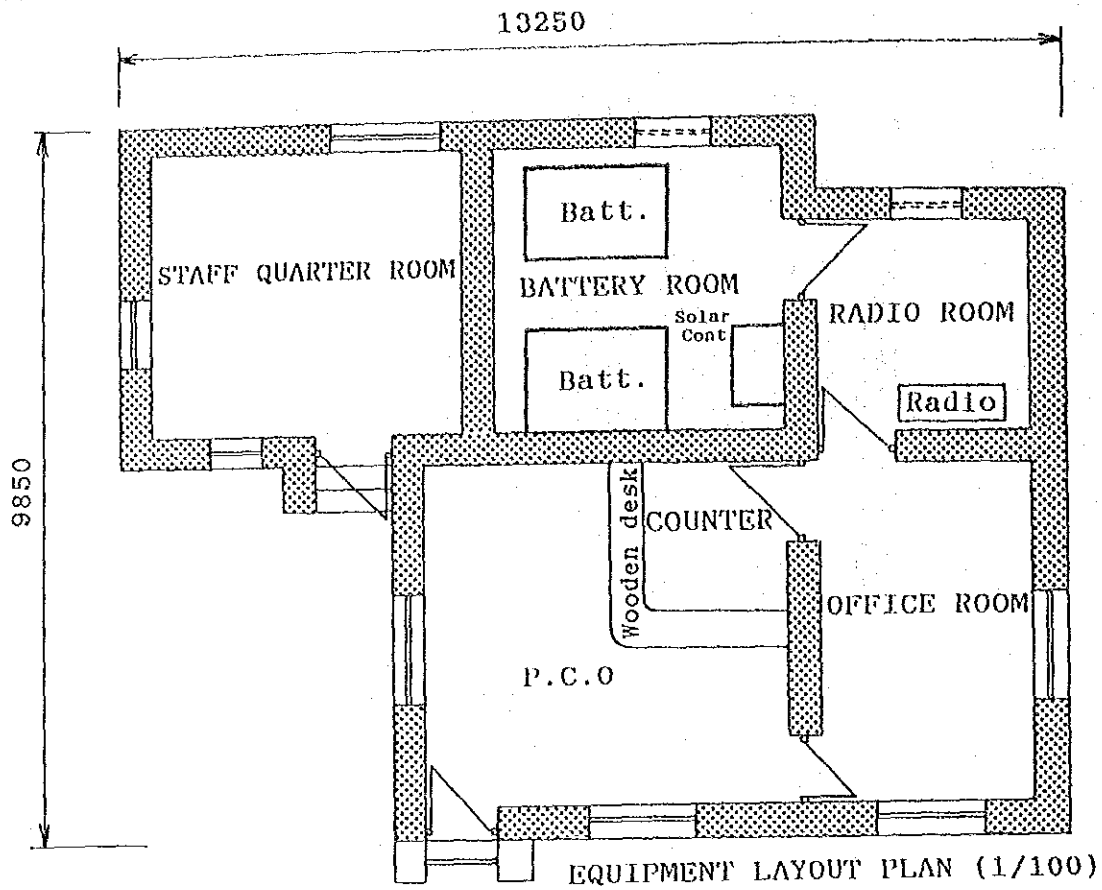 13250
9850
Batt.
STAFF QUARTER ROOM
BATTERY ROOM
Solar
Cont
RADIO ROOM
Batt.
Radio
Wooden desk
COUNTER
OFFICE ROOM
P.C.O
EQUIPMENT LAYOUT PLAN (1/100)